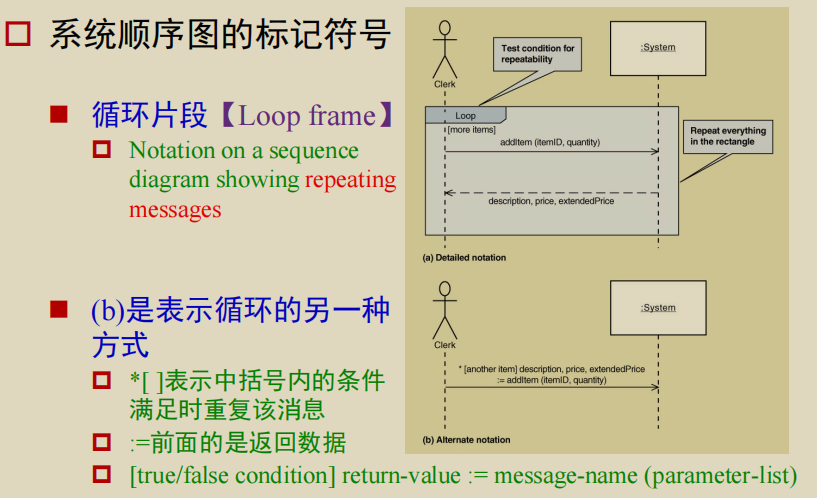 系统顺序图的标记符号
循环片段【Loop frame】
Notation on a sequence
diagram showing repeating
messages
(b)是表示循环的另一种
方式
*[ ]表示中括号内的条件
满足时重复该消息
:=前面的是返回数据
[true/false condition] return-value := message-name (parameter-list)
Test condition for
repeatability
:System
Clerk
Loop
[more items]
addItem (itemID, quantity)
Repeat everything
in the rectangle
description, price, extendedPrice
(a) Detailed notation
:System
Clerk
* [another item] description, price, extendedPrice
:= addItem (itemID, quantity)
(b) Alternate notation